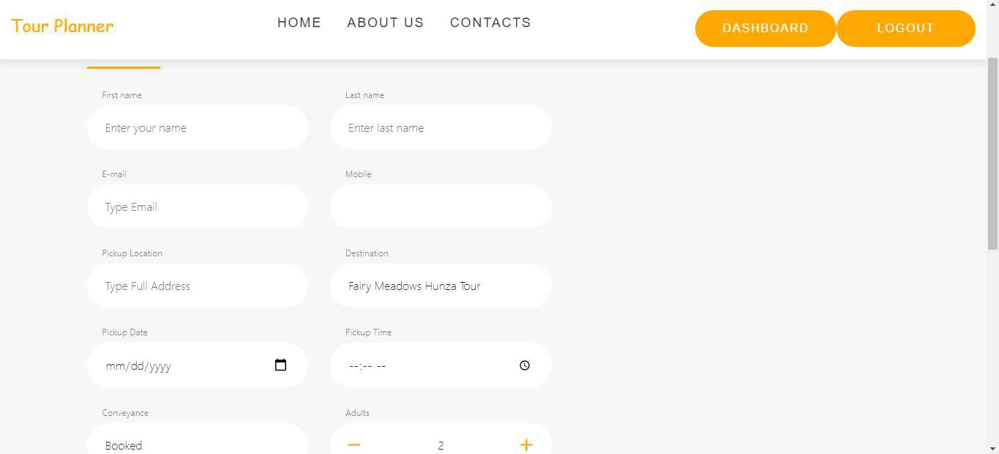 Tour Planner
HOME ABOUT US CONTACTS
DASHBOARD LOGOUT
First name Last name
Enter your name Enter last name
E-mail Mobile
Type Email
Pickup Location Destination
Type Full Address Fairy Meadows Hunza Tour
Pickup Date Pickup Time
mm/dd/yyyy --:-- --
Conveyance Adults
Booked − 2 +